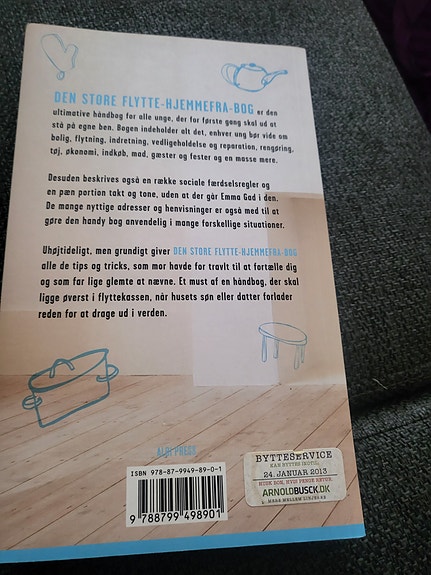 DEN STORE FLYTTE-HJEMMEFRA-BOG er den
ultimative håndbog for alle unge, der for første gang skal ud at
stå på egne ben. Bogen indeholder alt det, enhver ung bør vide om
bolig, flytning, indretning, vedligeholdelse og reparation, rengøring,
tøj, økonomi, indkøb, mad, gæster og fester og en masse mere.
Desuden beskrives også en række sociale færdselsregler og
en pæn portion takt og tone, uden at der går Emma Gad i den.
De mange nyttige adresser og henvisninger er også med til at
gøre den handy bog anvendelig i mange forskellige situationer.
Uhøjtideligt, men grundigt giver DEN STORE FLYTTE-HJEMMEFRA-BOG
alle de tips og tricks, som mor havde for travlt til at fortælle dig
og som far lige glemte at nævne. Et must af en håndbog, der skal
ligge øverst i flyttekassen, når husets søn eller datter forlader
reden for at drage ud i verden.
PRESS
ISBN 978-87-9949-89-0-1
9 788799 498901
BYTTESERVICE
KAN BYTTES INDTIL
24. JANUAR 2013
HUSK BON, HVIS PENGE RETUR
ARNOLDBUSCK.DK